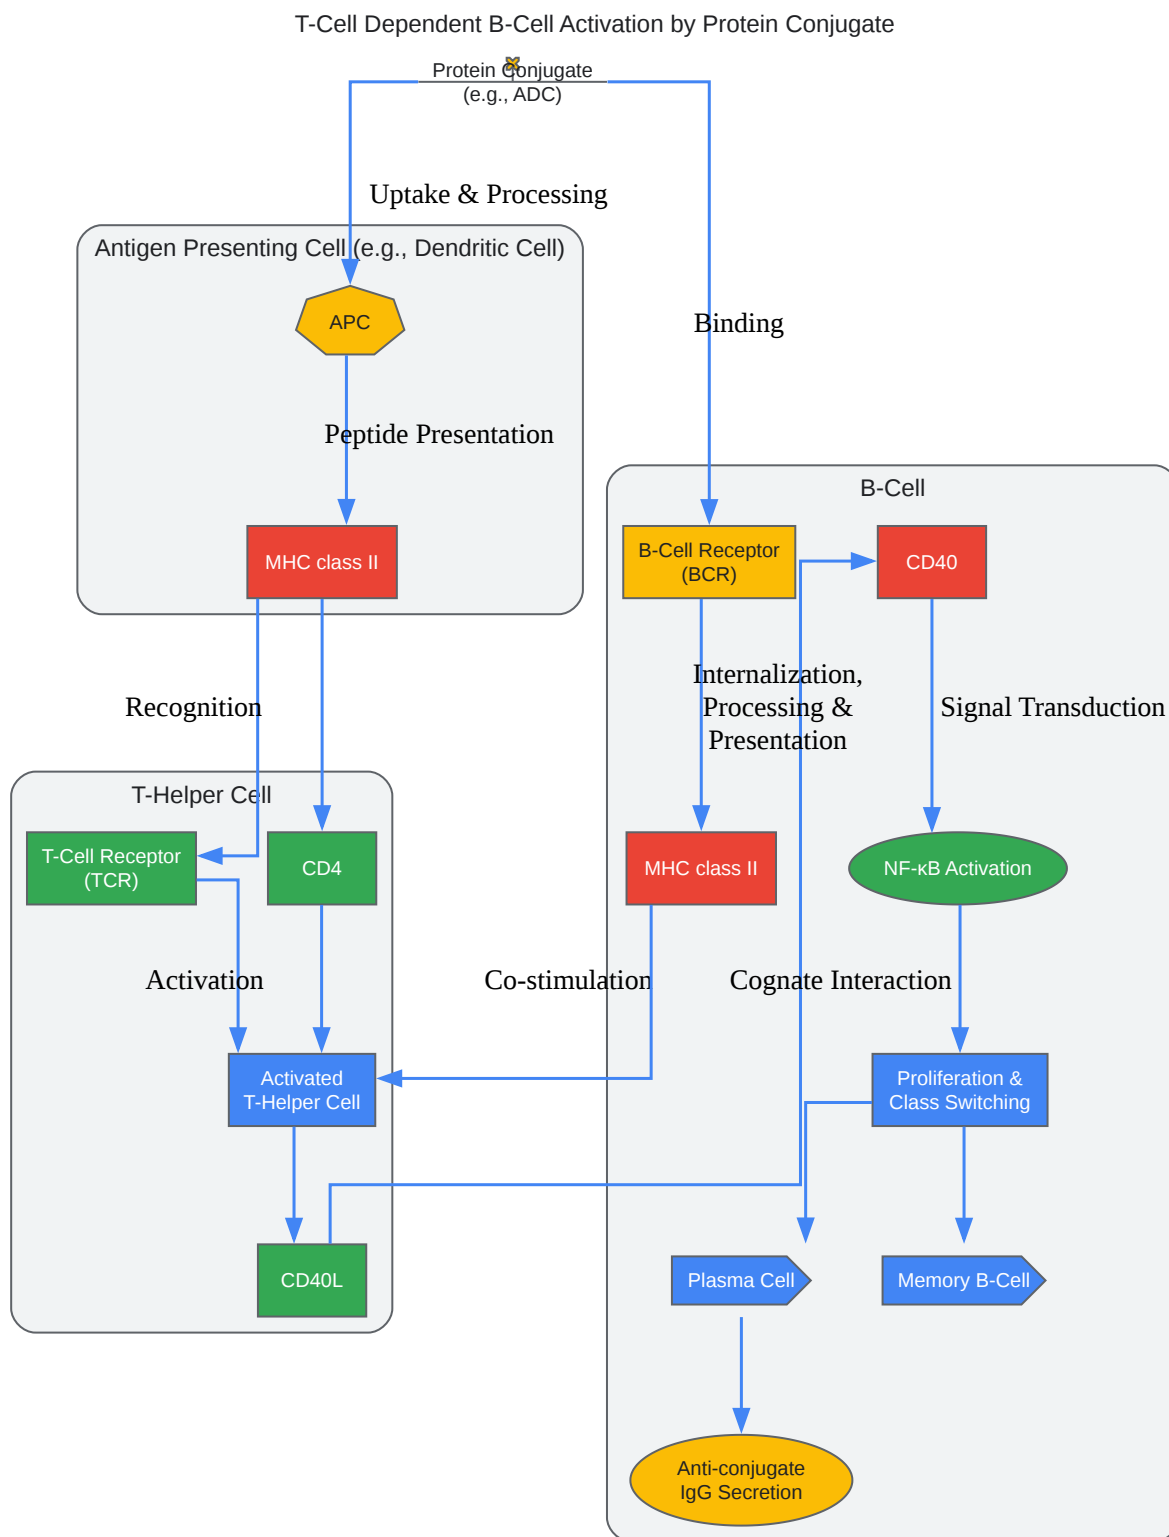 T-Cell Dependent B-Cell Activation by Protein Conjugate
Protein Conjugate
(e.g., ADC)
Uptake & Processing
Antigen Presenting Cell (e.g., Dendritic Cell)
APC
Binding
Peptide Presentation
B-Cell
MHC class II
B-Cell Receptor
(BCR)
CD40
Recognition
Internalization,
Processing &
Presentation
Signal Transduction
T-Helper Cell
T-Cell Receptor
(TCR)
CD4
MHC class II
NF-κB Activation
Activation
Co-stimulation
Cognate Interaction
Activated
T-Helper Cell
Proliferation &
Class Switching
CD40L
Plasma Cell
Memory B-Cell
Anti-conjugate
IgG Secretion